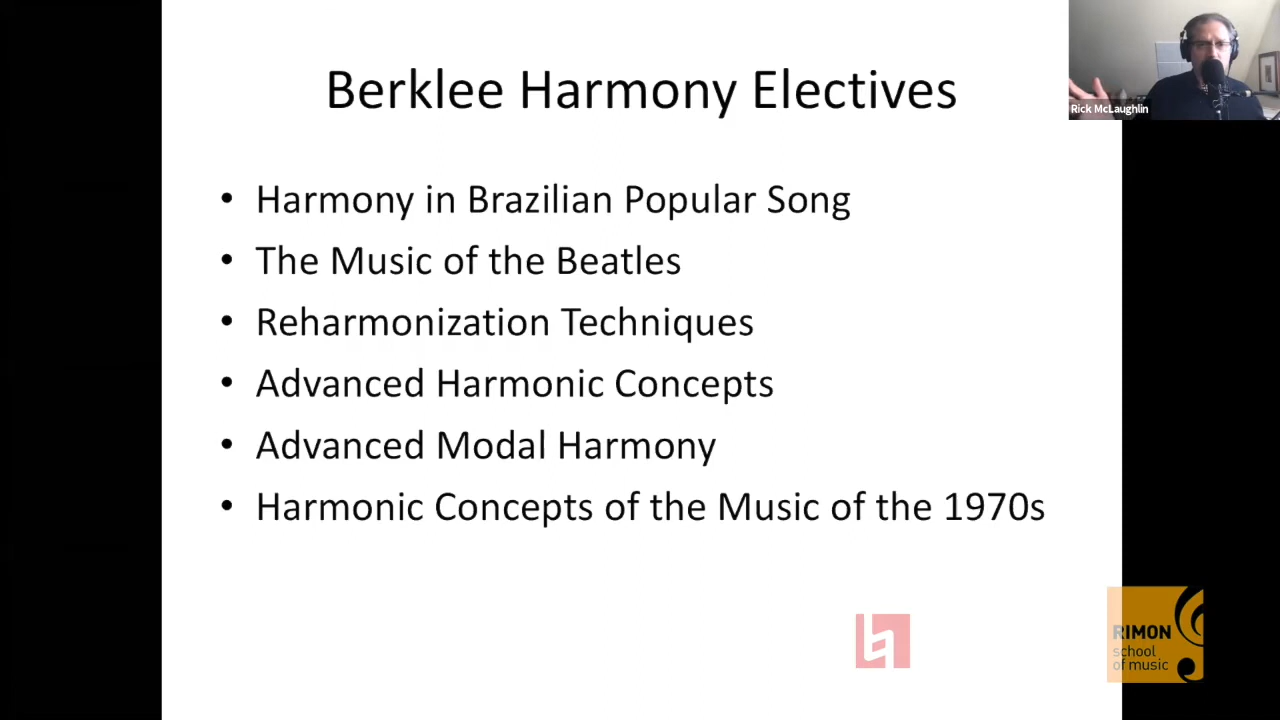 Berklee Harmony Electives
Rick McLaughlin
• Harmony in Brazilian Popular Song
• The Music of the Beatles
• Reharmonization Techniques
• Advanced Harmonic Concepts
• Advanced Modal Harmony
• Harmonic Concepts of the Music of the 1970s
RIMON
school
of music